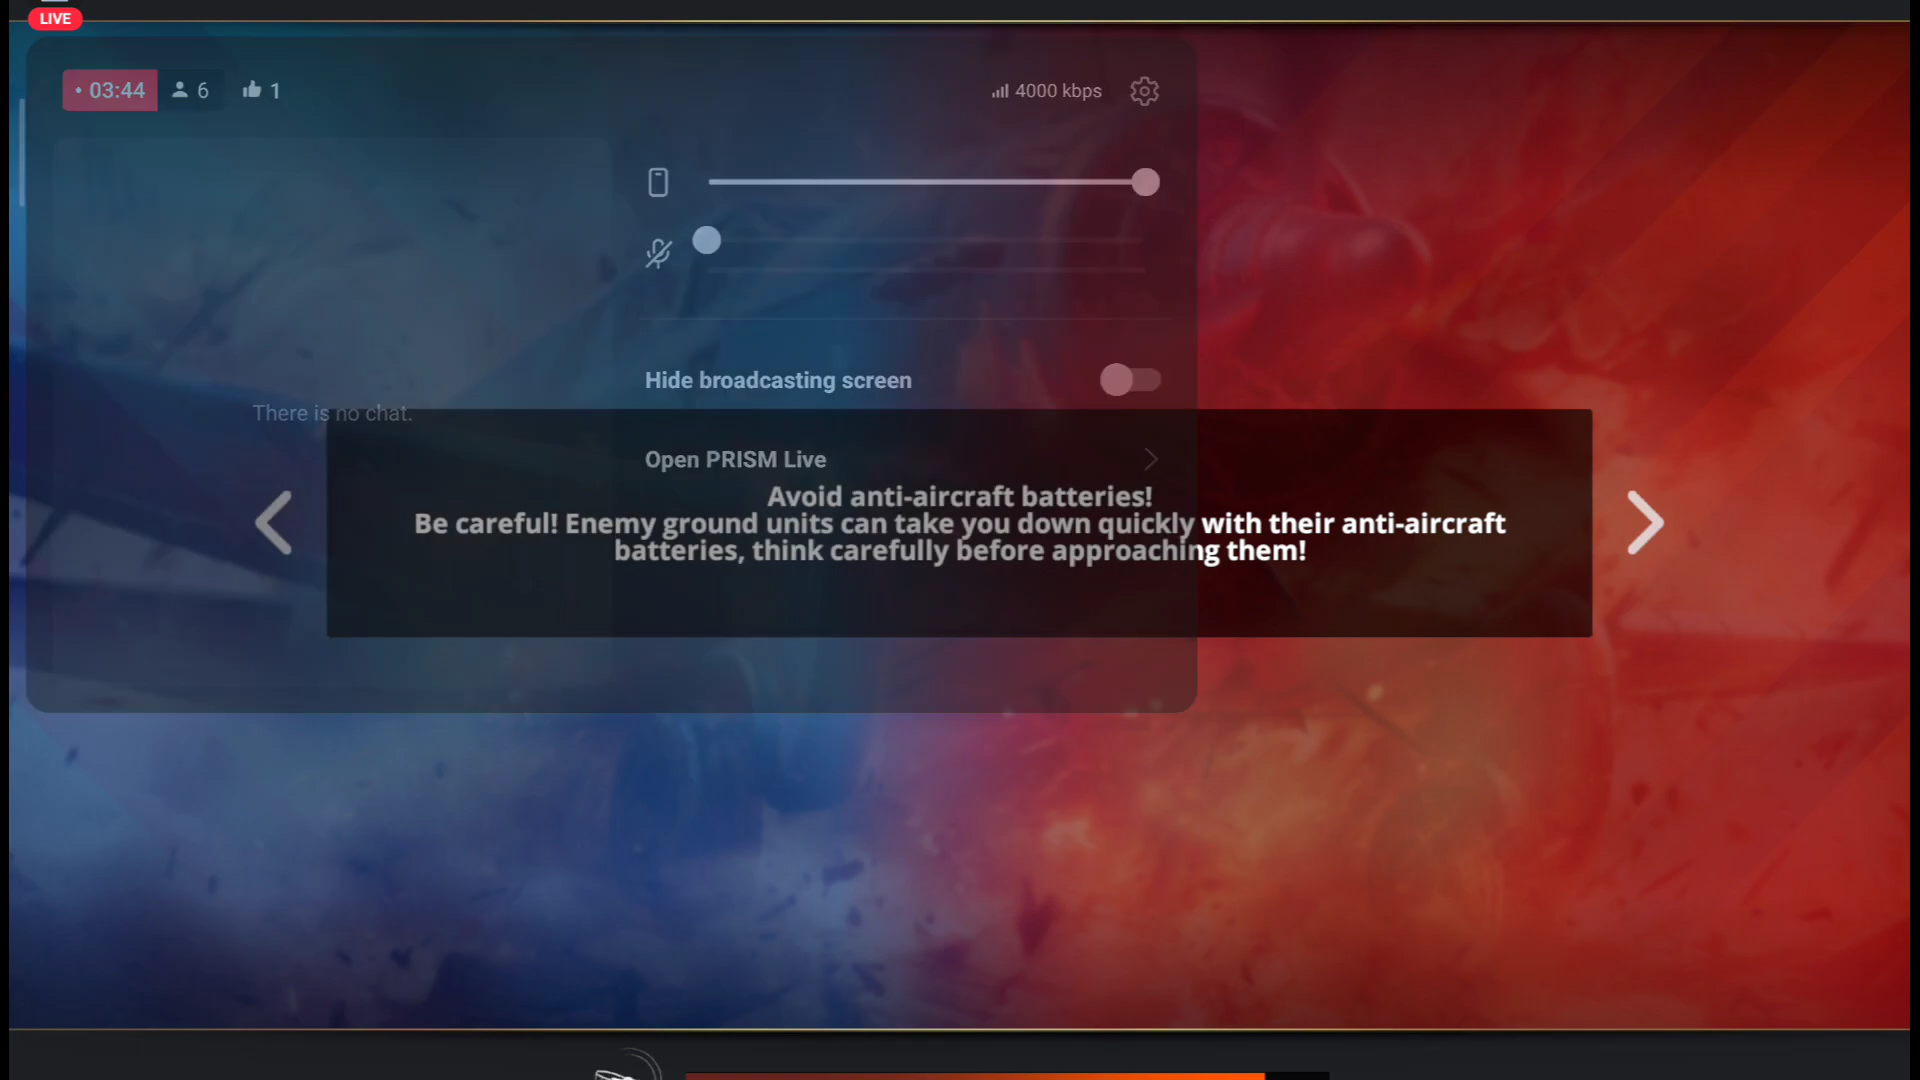 LIVE
• 03:44 6 1 4000 kbps
Hide broadcasting screen
There is no chat.
Open PRISM Live
Avoid anti-aircraft batteries!
Be careful! Enemy ground units can take you down quickly with their anti-aircraft
batteries, think carefully before approaching them!